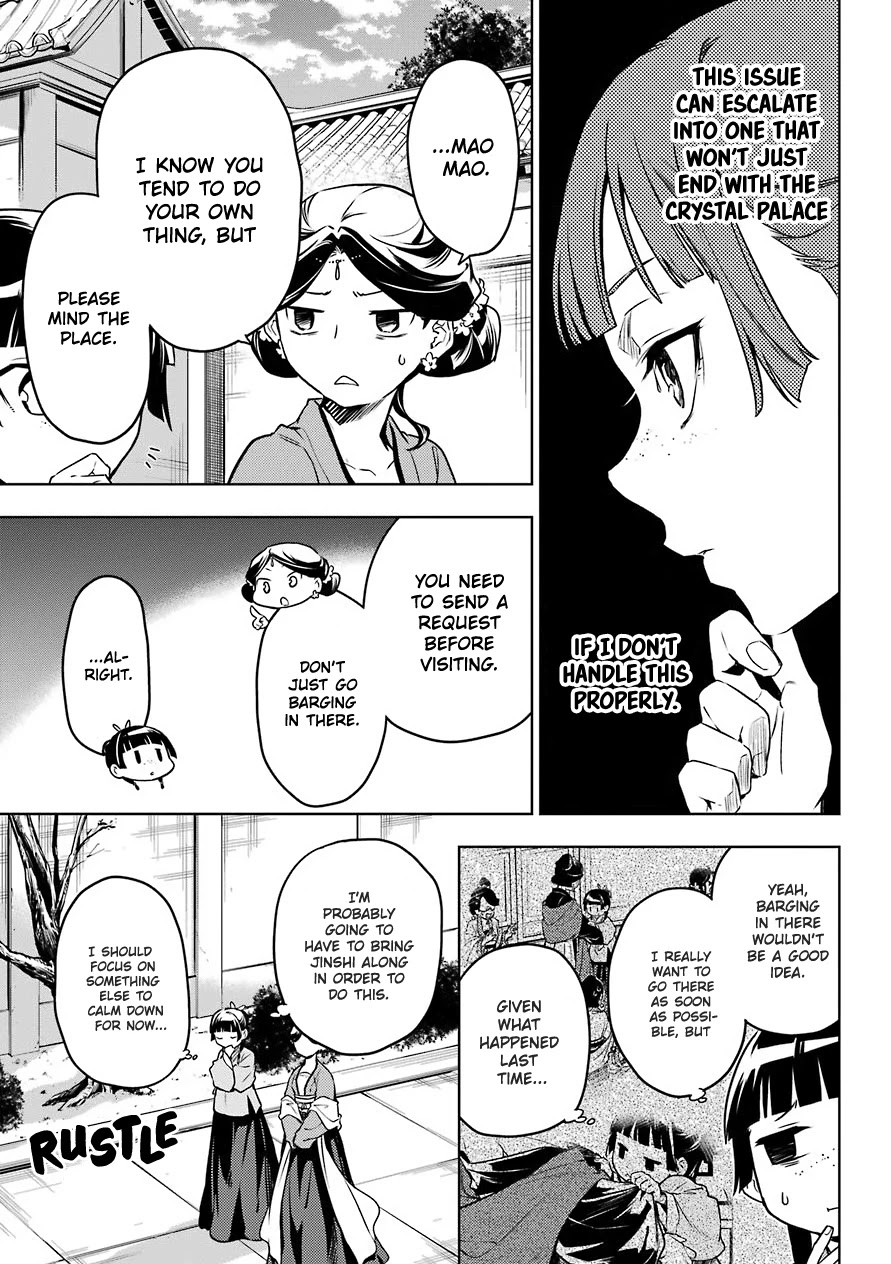 THIS ISSUE
CAN ESCALATE
INTO ONE THAT
WON'T JUST
END WITH THE
CRYSTAL PALACE
IF I DON'T
HANDLE THIS
PROPERLY.
...MAO
MAO.
I KNOW YOU
TEND TO DO
YOUR OWN
THING, BUT
PLEASE
MIND THE
PLACE.
YOU NEED
TO SEND A
REQUEST
BEFORE
VISITING.
DON'T
JUST GO
BARGING
IN THERE.
...AL-
RIGHT.
YEAH,
BARGING
IN THERE
WOULDN'T
BE A GOOD
IDEA.
I REALLY
WANT TO
GO THERE
AS SOON
AS POSSI-
BLE, BUT
GIVEN
WHAT
HAPPENED
LAST
TIME...
I'M
PROBABLY
GOING TO
HAVE TO BRING
JINSHI ALONG
IN ORDER TO
DO THIS.
I SHOULD
FOCUS ON
SOMETHING
ELSE TO
CALM DOWN
FOR NOW...
RUSTLE